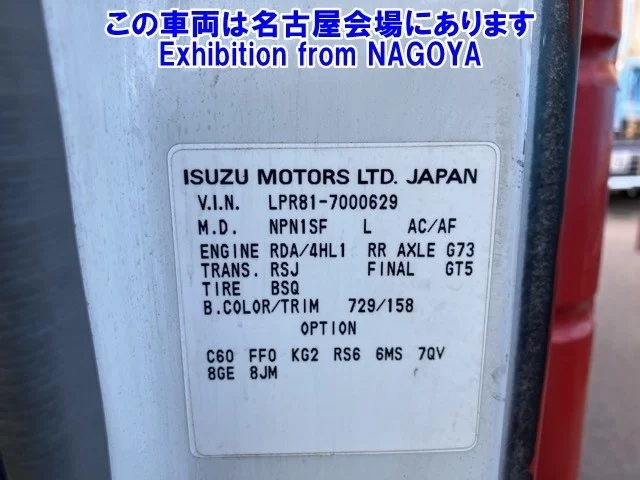 この車両は名古屋会場にあります
Exhibition from NAGOYA
ISUZU MOTORS LTD. JAPAN
V.I.N. LPR81-7000629
M.D. NPN1SF L AC/AF
ENGINE RDA/4HL1 RR AXLE G73
TRANS. RSJ FINAL GT5
TIRE BSQ
B.COLOR/TRIM 729/158
OPTION
C60 FF0 KG2 RS6 6MS 7QV
8GE 8JM